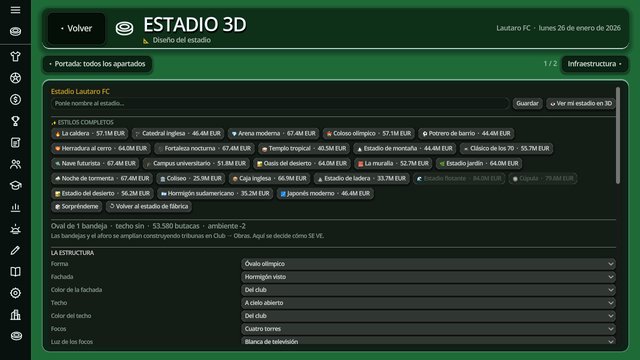 Volver
ESTADIO 3D
Diseño del estadio
Lautaro FC · lunes 26 de enero de 2026
Portada: todos los apartados
1 / 2
Infraestructura
Estadio Lautaro FC
Ponle nombre al estadio...
Guardar
Ver mi estadio en 3D
ESTILOS COMPLETOS
La caldera · 57.1M EUR
Catedral inglesa · 46.4M EUR
Arena moderna · 67.4M EUR
Coloso olímpico · 57.1M EUR
Potrero de barrio · 44.4M EUR
Herradura al cerro · 64.0M EUR
Fortaleza nocturna · 67.4M EUR
Templo tropical · 40.5M EUR
Estadio de montaña · 44.4M EUR
Clásico de los 70 · 55.7M EUR
Nave futurista · 67.4M EUR
Campus universitario · 51.8M EUR
Oasis del desierto · 64.0M EUR
La muralla · 52.7M EUR
Estadio jardín · 64.0M EUR
Noche de tormenta · 67.4M EUR
Coliseo · 25.9M EUR
Caja inglesa · 66.9M EUR
Estadio de ladera · 33.7M EUR
Estadio flotante · 84.0M EUR
Cúpula · 79.8M EUR
Estadio del desierto · 56.2M EUR
Hormigón sudamericano · 35.2M EUR
Japonés moderno · 46.4M EUR
Sorpréndeme
Volver al estadio de fábrica
Oval de 1 bandeja · techo sin · 53.580 butacas · ambiente -2
Las bandejas y el aforo se amplían construyendo tribunas en Club → Obras. Aquí se decide cómo SE VE.
LA ESTRUCTURA
Forma
Óvalo olímpico
Fachada
Hormigón visto
Color de la fachada
Del club
Techo
A cielo abierto
Color del techo
Del club
Focos
Cuatro torres
Luz de los focos
Blanca de televisión